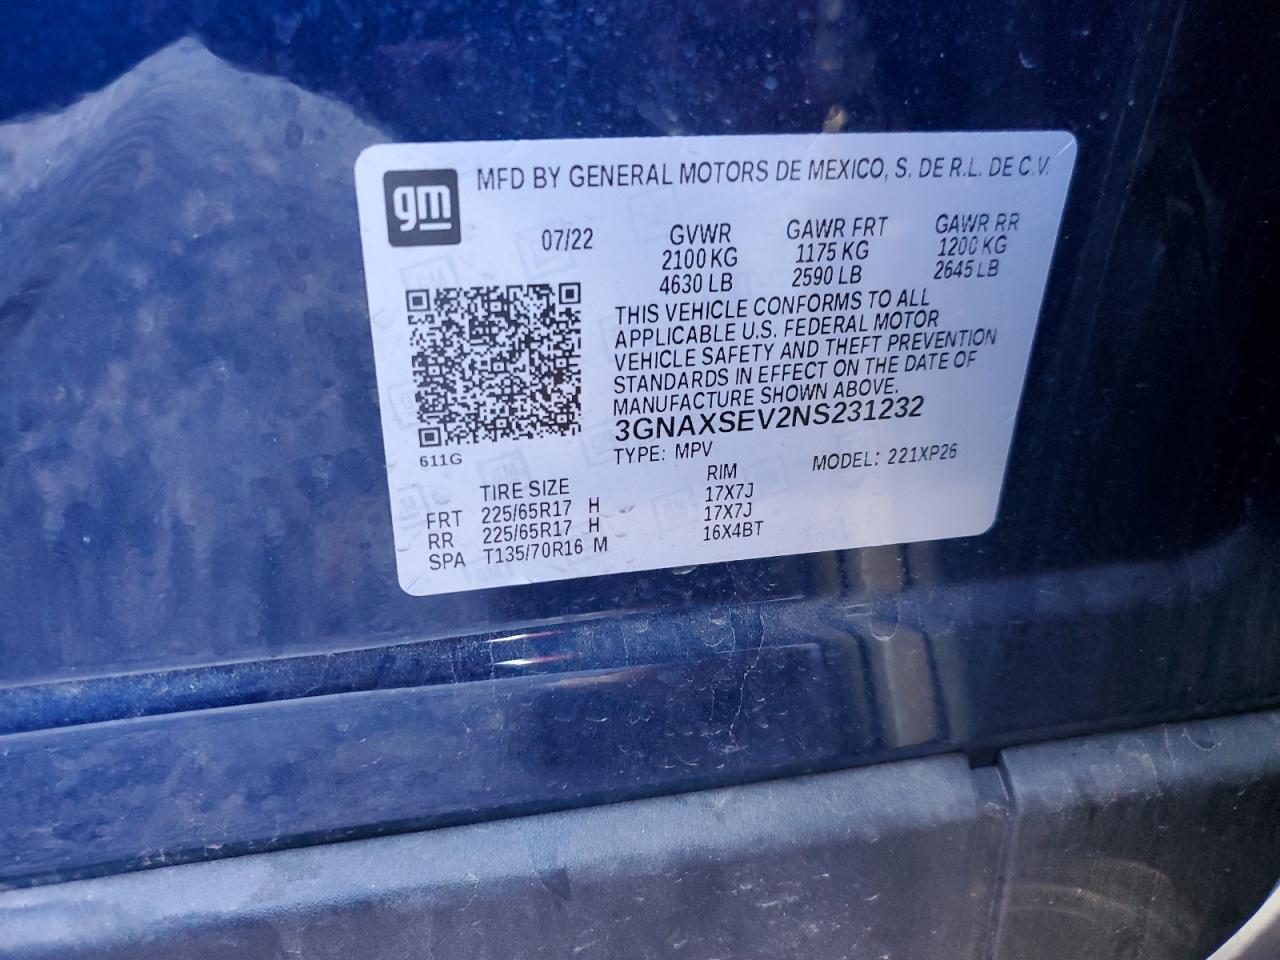 gm
MFD BY GENERAL MOTORS DE MEXICO, S. DE R.L. DE C.V.
07/22 GVWR GAWR FRT GAWR RR
2100 KG 1175 KG 1200 KG
4630 LB 2590 LB 2645 LB
THIS VEHICLE CONFORMS TO ALL
APPLICABLE U.S. FEDERAL MOTOR
VEHICLE SAFETY AND THEFT PREVENTION
STANDARDS IN EFFECT ON THE DATE OF
MANUFACTURE SHOWN ABOVE.
3GNAXSEV2NS231232
611G
TYPE: MPV MODEL: 221XP26
TIRE SIZE RIM
FRT 225/65R17 H 17X7J
RR 225/65R17 H 17X7J
SPA T135/70R16 M 16X4BT